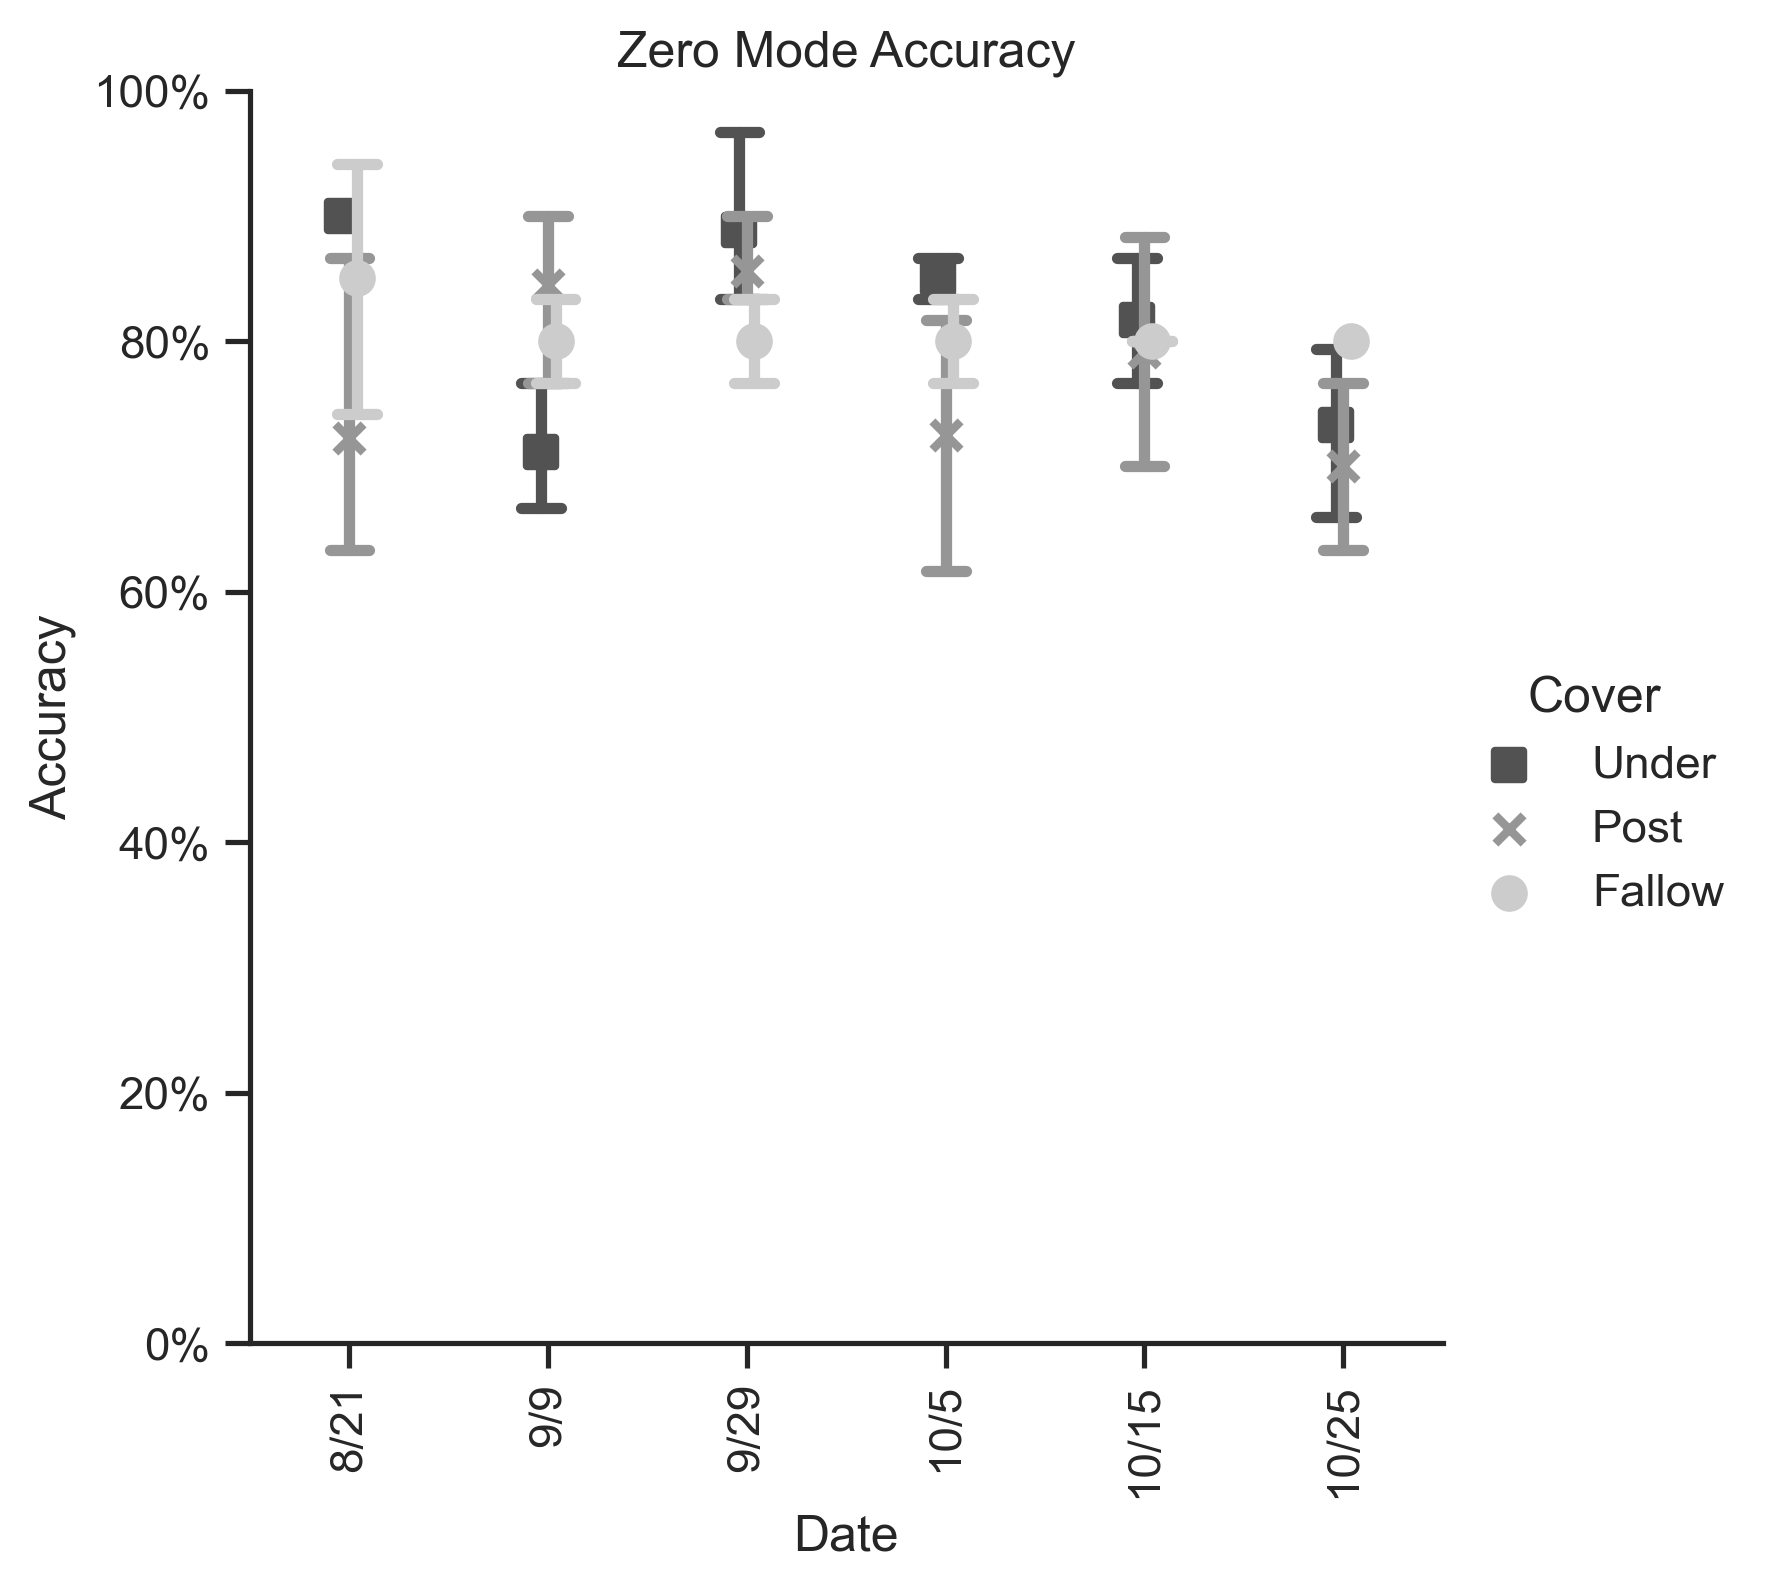 Zero Mode Accuracy
100%
80%
60%
40%
20%
0%
Accuracy
8/21
9/9
9/29
10/5
10/15
10/25
Date
Cover
Under
Post
Fallow